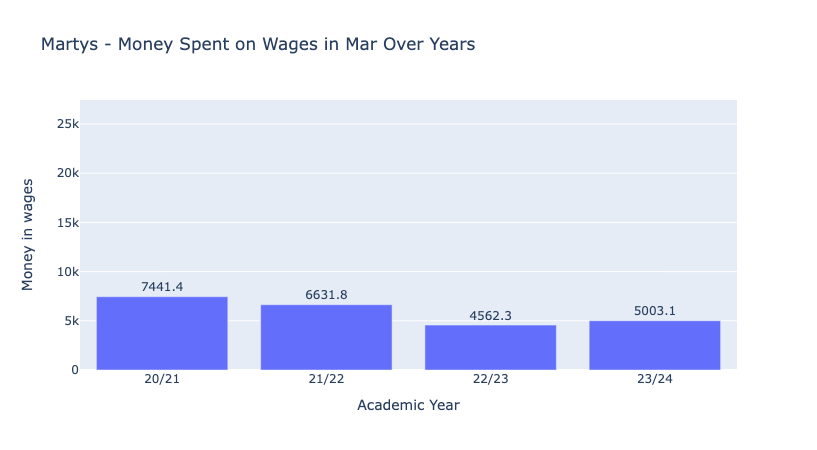 Martys - Money Spent on Wages in Mar Over Years
Money in wages
25k
20k
15k
10k
5k
0
7441.4
6631.8
4562.3
5003.1
20/21
21/22
22/23
23/24
Academic Year